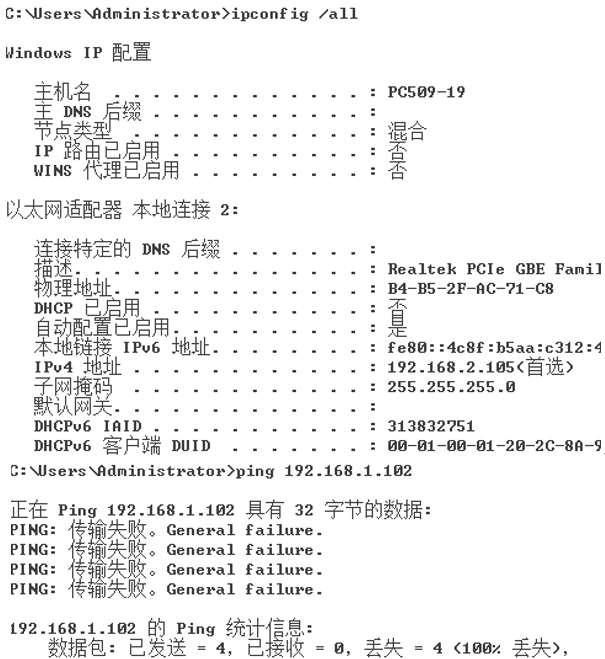 C:\Users\Administrator>ipconfig /all
Windows IP 配置
主机名 . . . . . . . . . . . . . : PC509-19
主 DNS 后缀 . . . . . . . . . . . :
节点类型 . . . . . . . . . . . . : 混合
IP 路由已启用 . . . . . . . . . . : 否
WINS 代理已启用 . . . . . . . . . : 否
以太网适配器 本地连接 2:
连接特定的 DNS 后缀 . . . . . . . :
描述. . . . . . . . . . . . . . . : Realtek PCIe GBE Famil
物理地址. . . . . . . . . . . . . : B4-B5-2F-AC-71-C8
DHCP 已启用 . . . . . . . . . . . : 否
自动配置已启用. . . . . . . . . . : 是
本地链接 IPv6 地址. . . . . . . . : fe80::4c8f:b5aa:c312:4
IPv4 地址 . . . . . . . . . . . . : 192.168.2.105(首选)
子网掩码 . . . . . . . . . . . . : 255.255.255.0
默认网关. . . . . . . . . . . . . :
DHCPv6 IAID . . . . . . . . . . . : 313832751
DHCPv6 客户端 DUID . . . . . . . : 00-01-00-01-20-2C-8A-9
C:\Users\Administrator>ping 192.168.1.102
正在 Ping 192.168.1.102 具有 32 字节的数据:
PING: 传输失败。General failure.
PING: 传输失败。General failure.
PING: 传输失败。General failure.
PING: 传输失败。General failure.
192.168.1.102 的 Ping 统计信息:
数据包: 已发送 = 4, 已接收 = 0, 丢失 = 4 (100% 丢失),